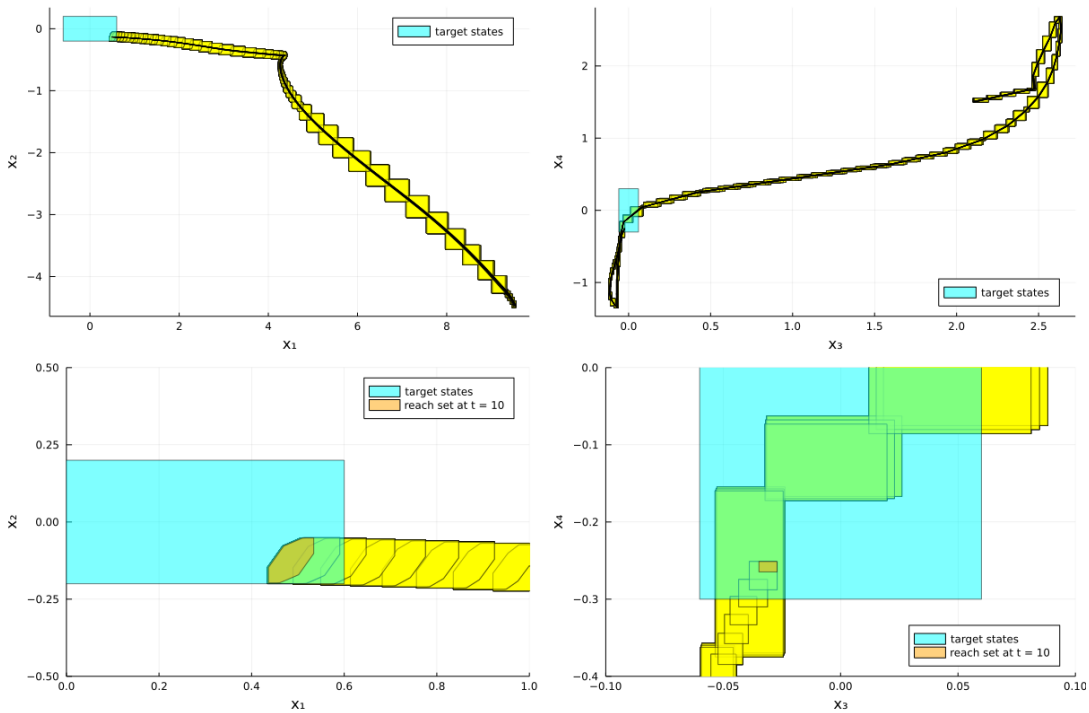 0
−1
−2
−3
−4
0
2
4
6
8
x₁
x₂
target states
2
1
0
−1
0.0
0.5
1.0
1.5
2.0
2.5
x₃
x₄
target states
0.50
0.25
0.00
−0.25
−0.50
0.0
0.2
0.4
0.6
0.8
1.0
x₁
x₂
target states
reach set at t = 10
0.0
−0.1
−0.2
−0.3
−0.4
−0.10
−0.05
0.00
0.05
0.10
x₃
x₄
target states
reach set at t = 10